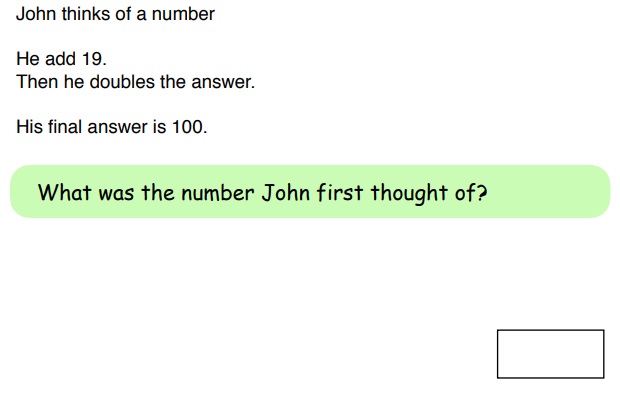 John thinks of a number
He add 19.
Then he doubles the answer.
His final answer is 100.
What was the number John first thought of?